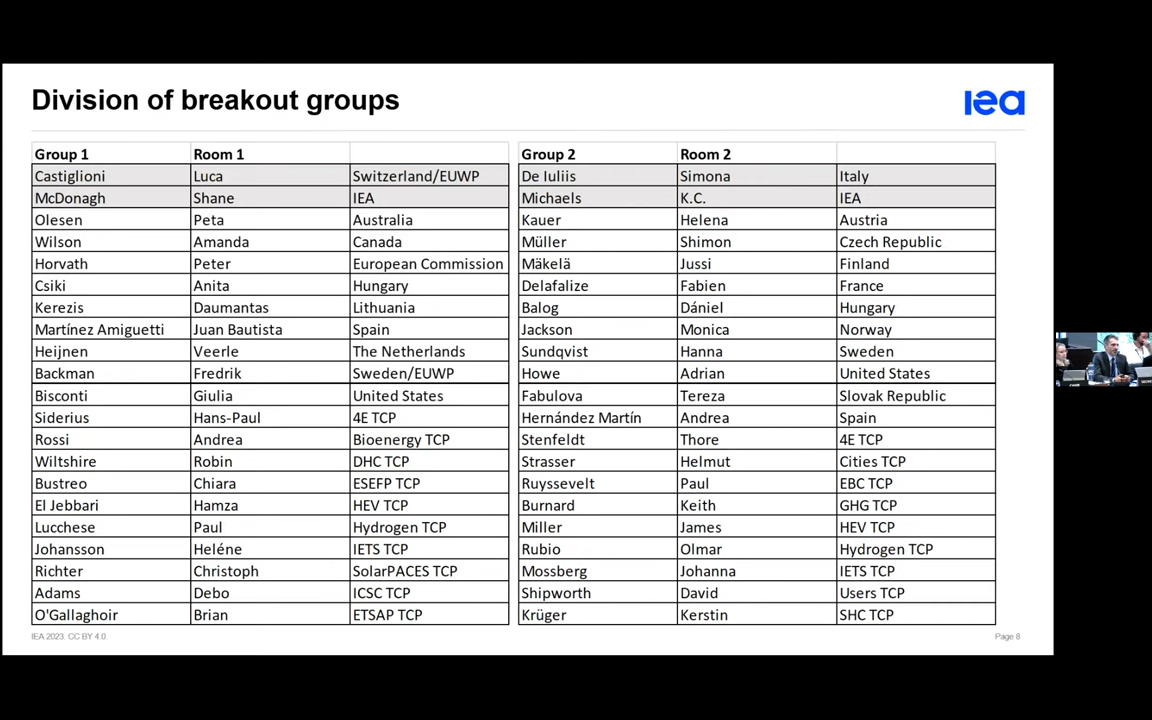 Division of breakout groups
iea
Group 1 Room 1 Group 2 Room 2
Castiglioni Luca Switzerland/EUWP De Iuliis Simona Italy
McDonagh Shane IEA Michaels K.C. IEA
Olesen Peta Australia Kauer Helena Austria
Wilson Amanda Canada Müller Shimon Czech Republic
Horvath Peter European Commission Mäkelä Jussi Finland
Csiki Anita Hungary Delafalize Fabien France
Kerezis Daumantas Lithuania Balog Dániel Hungary
Martínez Amiguetti Juan Bautista Spain Jackson Monica Norway
Heijnen Veerle The Netherlands Sundqvist Hanna Sweden
Backman Fredrik Sweden/EUWP Howe Adrian United States
Bisconti Giulia United States Fabulova Tereza Slovak Republic
Siderius Hans-Paul 4E TCP Hernández Martín Andrea Spain
Rossi Andrea Bioenergy TCP Stenfeldt Thore 4E TCP
Wiltshire Robin DHC TCP Strasser Helmut Cities TCP
Bustreo Chiara ESEFP TCP Ruyssevelt Paul EBC TCP
El Jebbari Hamza HEV TCP Burnard Keith GHG TCP
Lucchese Paul Hydrogen TCP Miller James HEV TCP
Johansson Heléne IETS TCP Rubio Olmar Hydrogen TCP
Richter Christoph SolarPACES TCP Mossberg Johanna IETS TCP
Adams Debo ICSC TCP Shipworth David Users TCP
O'Gallaghoir Brian ETSAP TCP Krüger Kerstin SHC TCP
IEA 2023. CC BY 4.0. Page 8